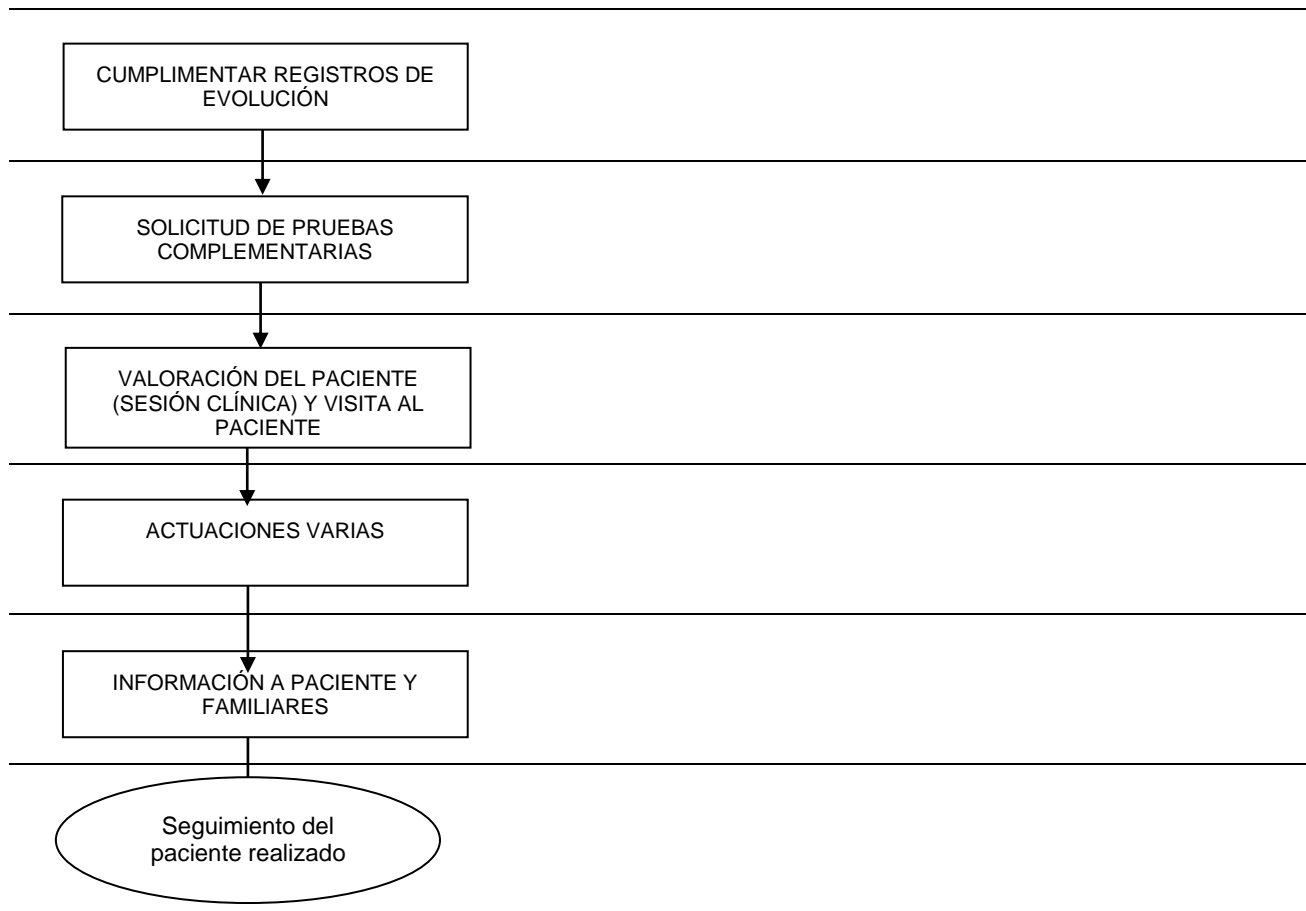 CUMPLIMENTAR REGISTROS DE
EVOLUCIÓN
SOLICITUD DE PRUEBAS
COMPLEMENTARIAS
VALORACIÓN DEL PACIENTE
(SESIÓN CLÍNICA) Y VISITA AL
PACIENTE
ACTUACIONES VARIAS
INFORMACIÓN A PACIENTE Y
FAMILIARES
Seguimiento del
paciente realizado